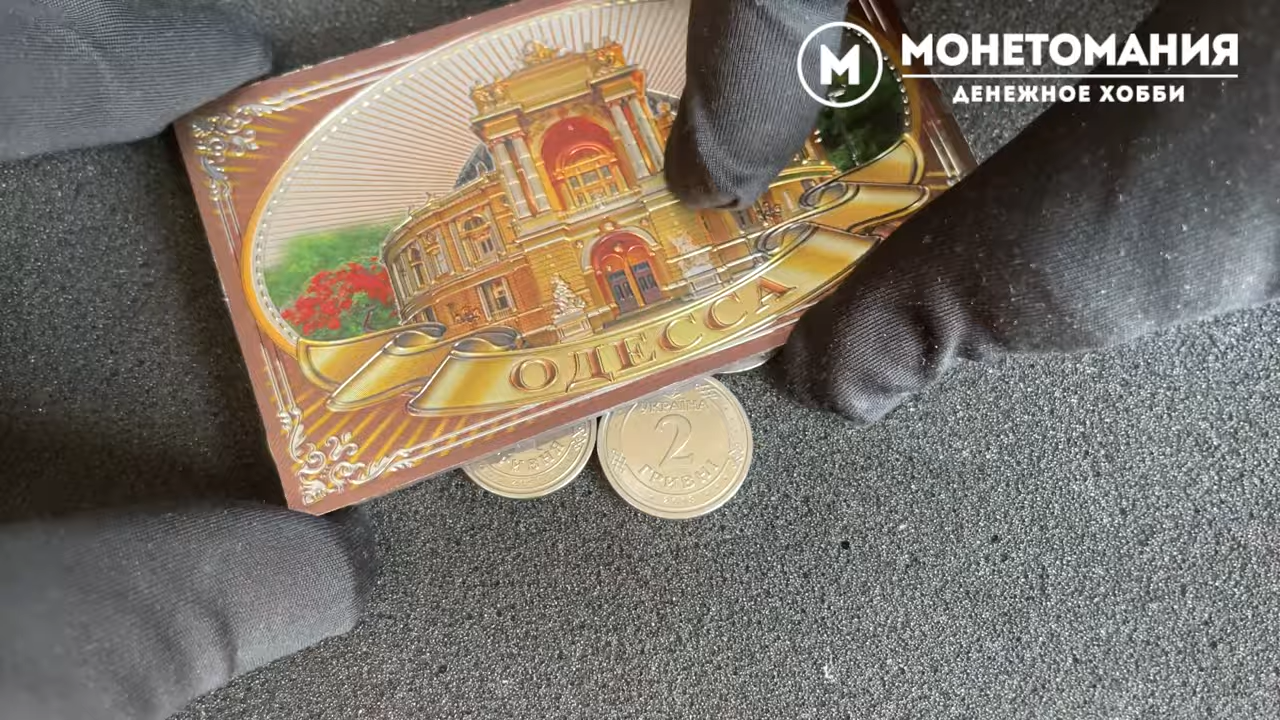 МОНЕТОМАНИЯ
ДЕНЕЖНОЕ ХОББИ
ОДЕССА
УКРАЇНА
2
ГРИВНІ